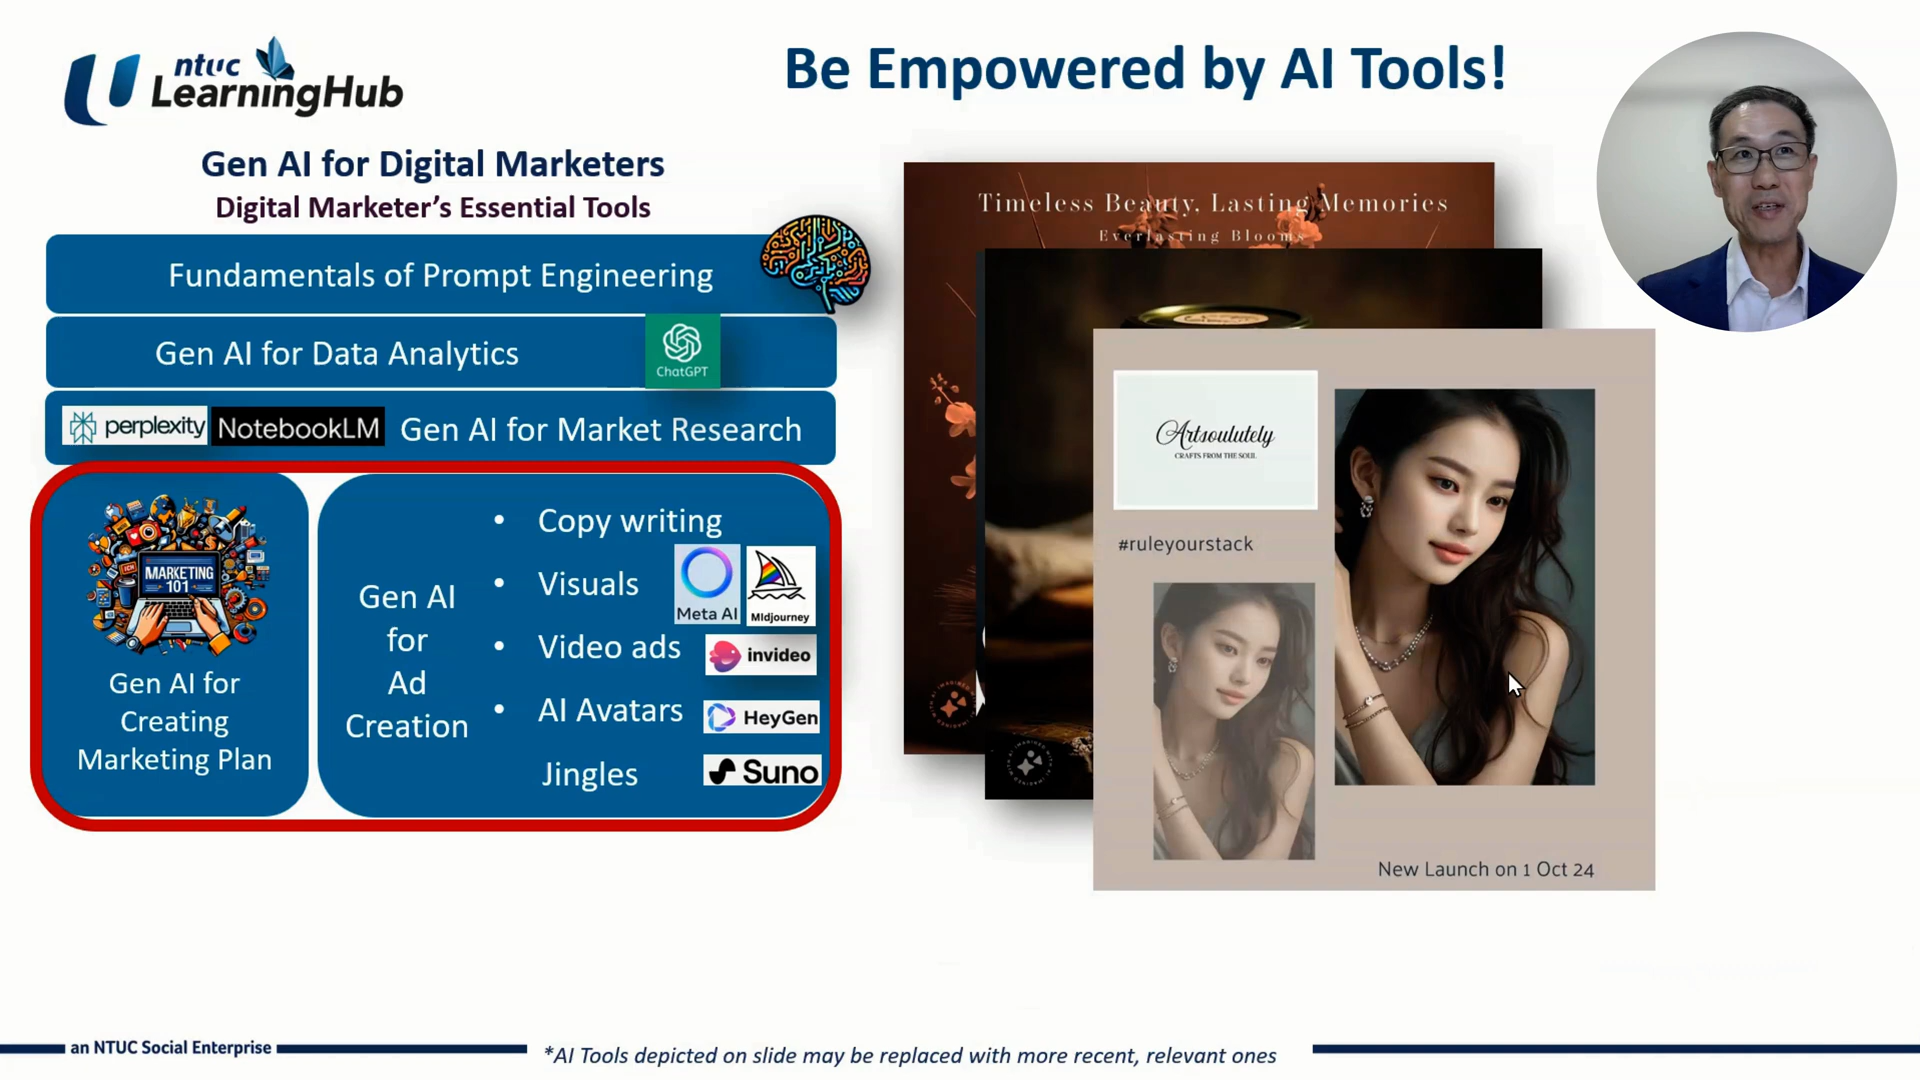 ntuc
LearningHub
Be Empowered by AI Tools!
Gen AI for Digital Marketers
Digital Marketer's Essential Tools
Fundamentals of Prompt Engineering
Gen AI for Data Analytics
ChatGPT
perplexity
NotebookLM
Gen AI for Market Research
MARKETING
101
Gen AI for
Creating
Marketing Plan
Gen AI
for
Ad
Creation
• Copy writing
• Visuals
Meta AI
MIdjourney
• Video ads
invideo
• AI Avatars
HeyGen
Jingles
Suno
Timeless Beauty, Lasting Memories
Everlasting Blooms
Artsoulutely
CRAFTS FROM THE SOUL
#ruleyourstack
New Launch on 1 Oct 24
an NTUC Social Enterprise
*AI Tools depicted on slide may be replaced with more recent, relevant ones